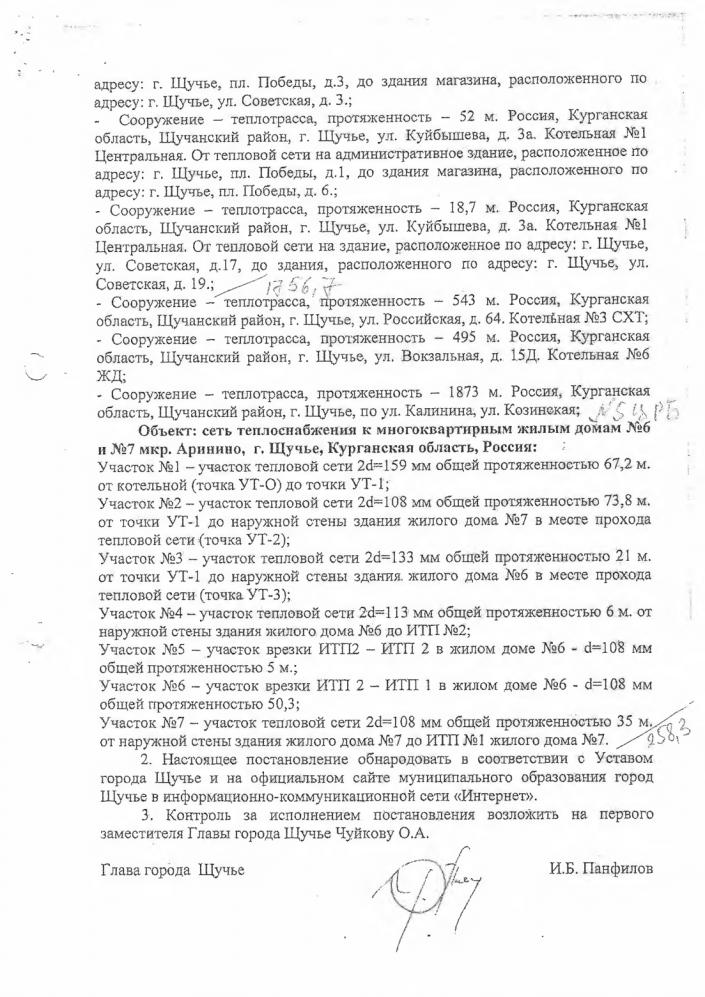 адресу: г. Щучье, пл. Победы, д.3, до здания магазина, расположенного по
адресу: г. Щучье, ул. Советская, д. 3.;
- Сооружение – теплотрасса, протяженность – 52 м. Россия, Курганская
область, Щучанский район, г. Щучье, ул. Куйбышева, д. 3а. Котельная №1
Центральная. От тепловой сети на административное здание, расположенное по
адресу: г. Щучье, пл. Победы, д.1, до здания магазина, расположенного по
адресу: г. Щучье, пл. Победы, д. 6.;
- Сооружение – теплотрасса, протяженность – 18,7 м. Россия, Курганская
область, Щучанский район, г. Щучье, ул. Куйбышева, д. 3а. Котельная №1
Центральная. От тепловой сети на здание, расположенное по адресу: г. Щучье,
ул. Советская, д.17, до здания, расположенного по адресу: г. Щучье, ул.
Советская, д. 19.; 1756,7
- Сооружение – теплотрасса, протяженность – 543 м. Россия, Курганская
область, Щучанский район, г. Щучье, ул. Российская, д. 64. Котельная №3 СХТ;
- Сооружение – теплотрасса, протяженность – 495 м. Россия, Курганская
область, Щучанский район, г. Щучье, ул. Вокзальная, д. 15Д. Котельная №6
ЖД;
- Сооружение – теплотрасса, протяженность – 1873 м. Россия, Курганская
область, Щучанский район, г. Щучье, по ул. Калинина, ул. Козинская; №5 ЦРБ
Объект: сеть теплоснабжения к многоквартирным жилым домам №6
и №7 мкр. Аринино, г. Щучье, Курганская область, Россия:
Участок №1 – участок тепловой сети 2d=159 мм общей протяженностью 67,2 м.
от котельной (точка УТ-О) до точки УТ-1;
Участок №2 – участок тепловой сети 2d=108 мм общей протяженностью 73,8 м.
от точки УТ-1 до наружной стены здания жилого дома №7 в месте прохода
тепловой сети (точка УТ-2);
Участок №3 – участок тепловой сети 2d=133 мм общей протяженностью 21 м.
от точки УТ-1 до наружной стены здания жилого дома №6 в месте прохода
тепловой сети (точка УТ-3);
Участок №4 – участок тепловой сети 2d=113 мм общей протяженностью 6 м. от
наружной стены здания жилого дома №6 до ИТП №2;
Участок №5 – участок врезки ИТП2 – ИТП 2 в жилом доме №6 - d=108 мм
общей протяженностью 5 м.;
Участок №6 – участок врезки ИТП 2 – ИТП 1 в жилом доме №6 - d=108 мм
общей протяженностью 50,3;
Участок №7 – участок тепловой сети 2d=108 мм общей протяженностью 35 м.
от наружной стены здания жилого дома №7 до ИТП №1 жилого дома №7. 258,3
2. Настоящее постановление обнародовать в соответствии с Уставом
города Щучье и на официальном сайте муниципального образования город
Щучье в информационно-коммуникационной сети «Интернет».
3. Контроль за исполнением постановления возложить на первого
заместителя Главы города Щучье Чуйкову О.А.
Глава города Щучье И.Б. Панфилов